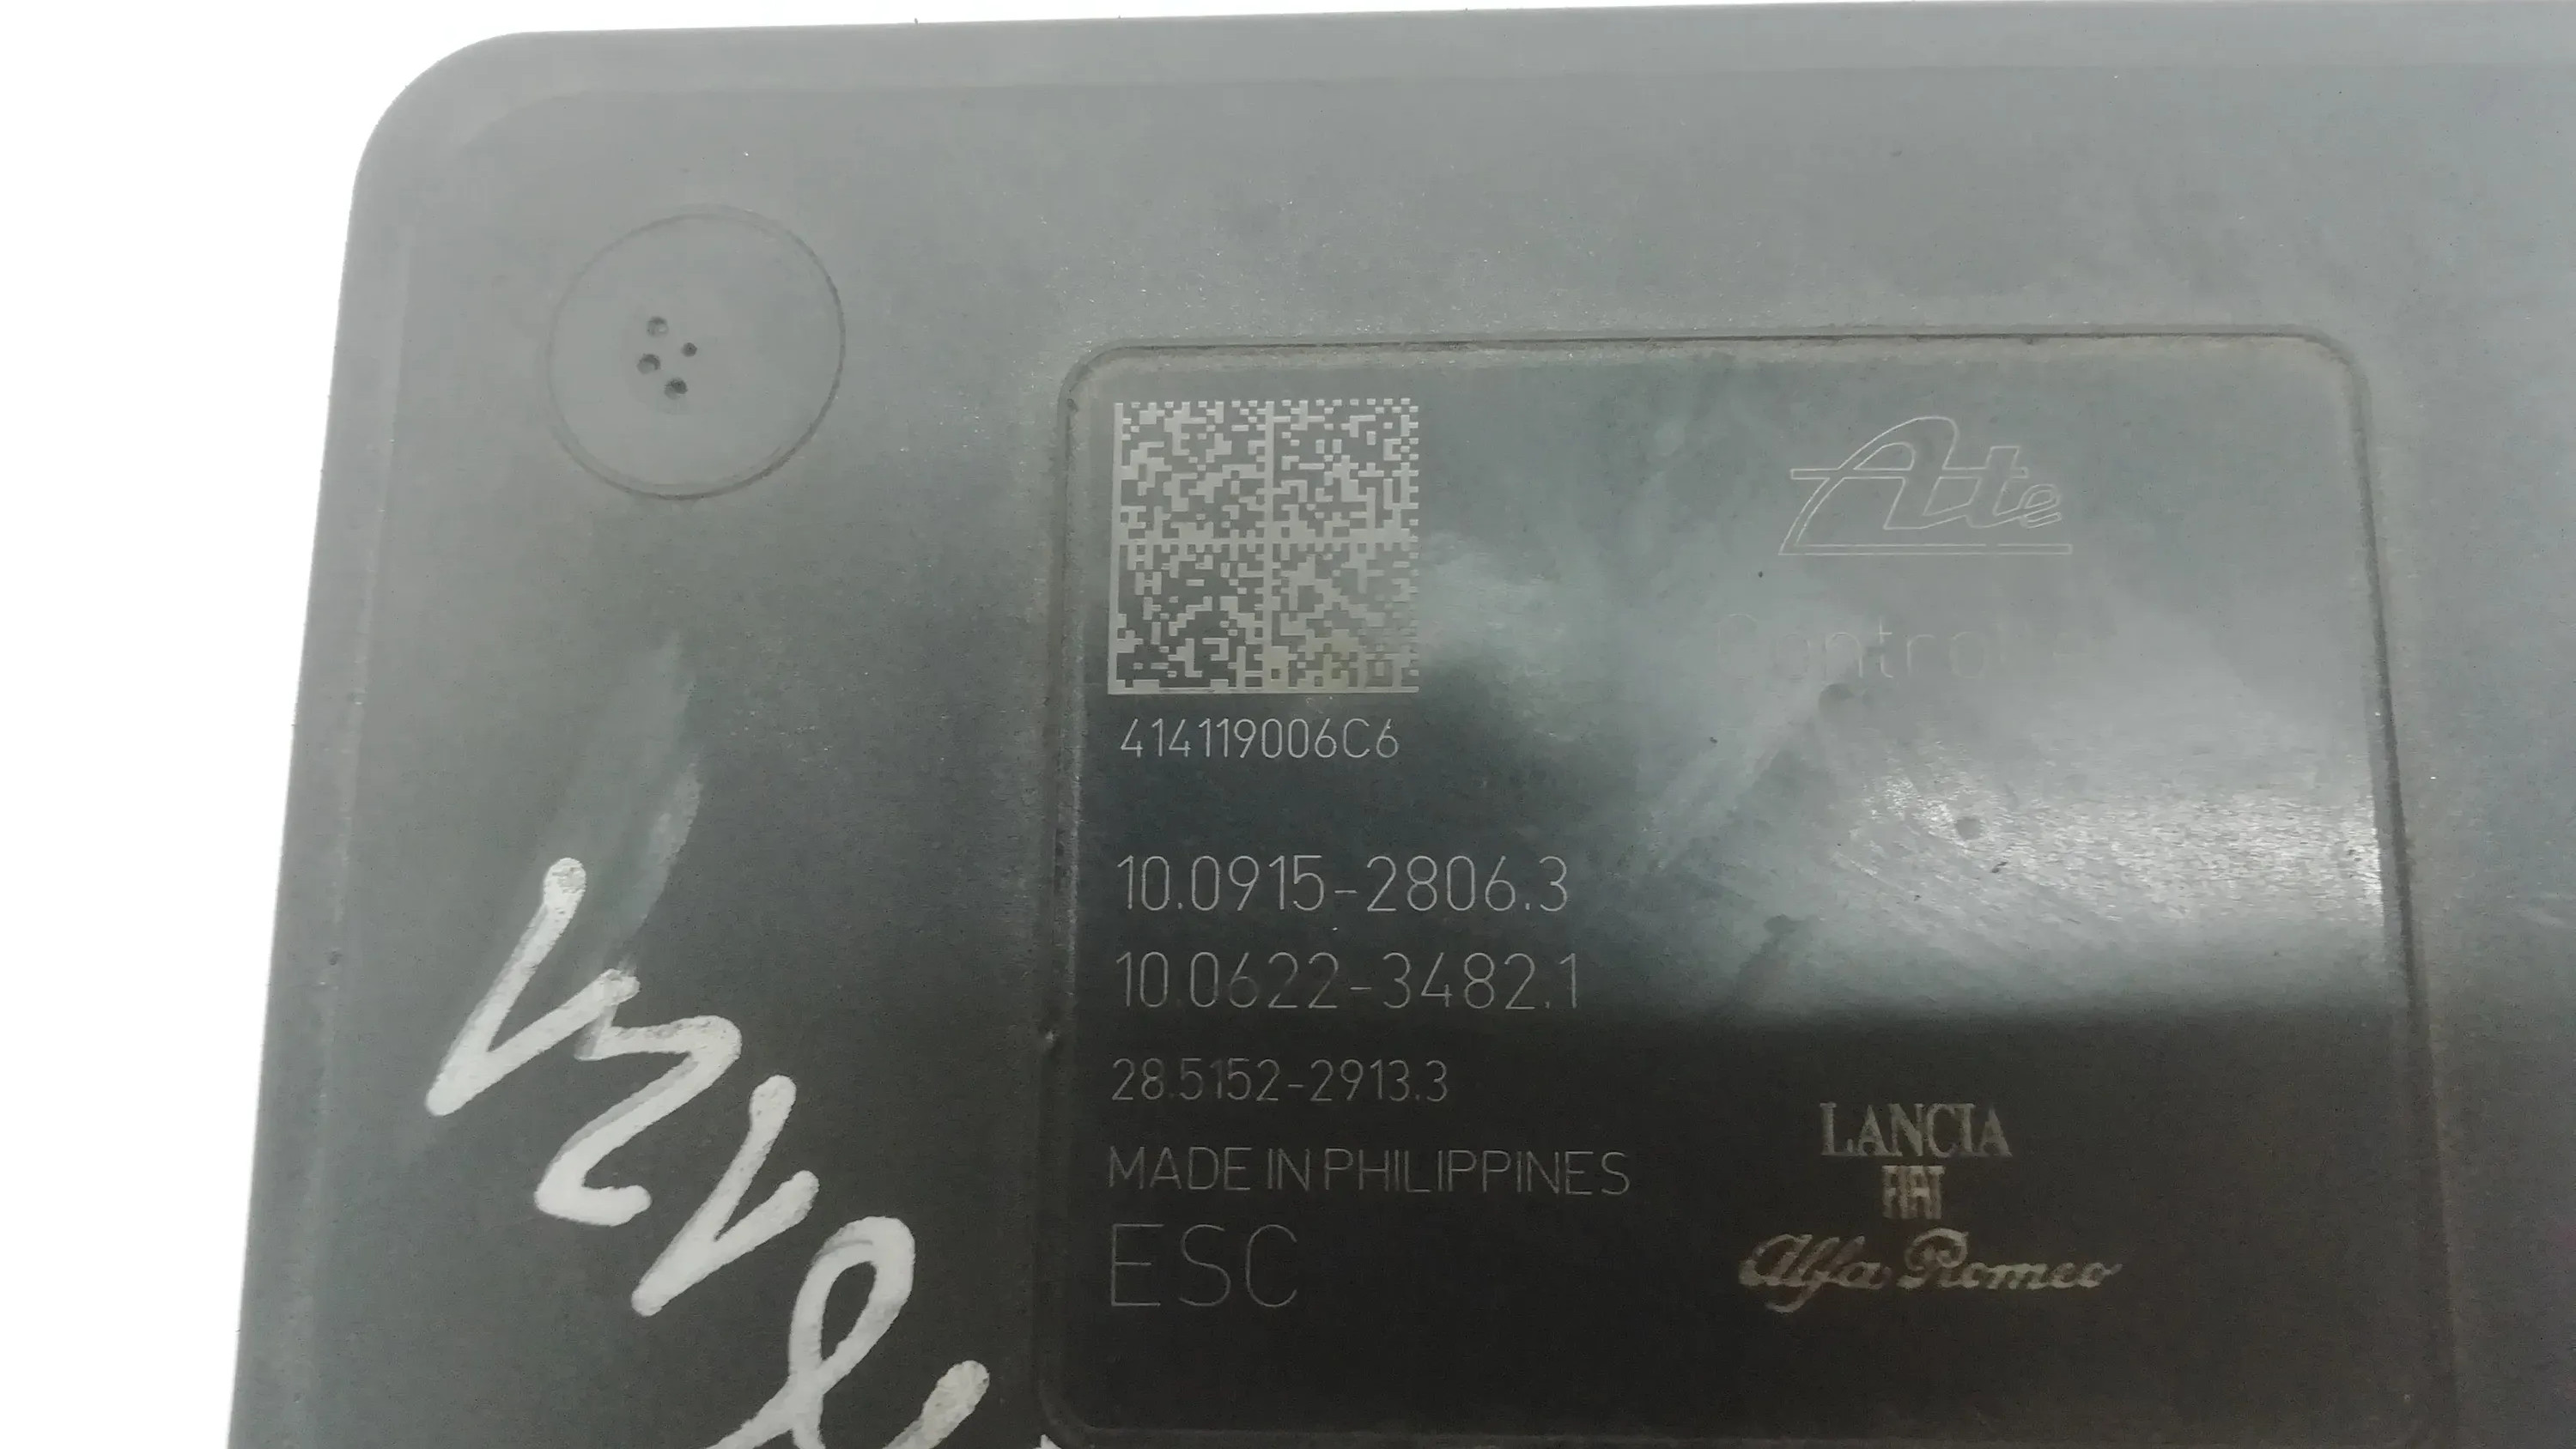 Ate
414119006C6
10.0915-2806.3
10.0622-3482.1
28.5152-2913.3
MADE IN PHILIPPINES
ESC
LANCIA
FIAT
Alfa Romeo